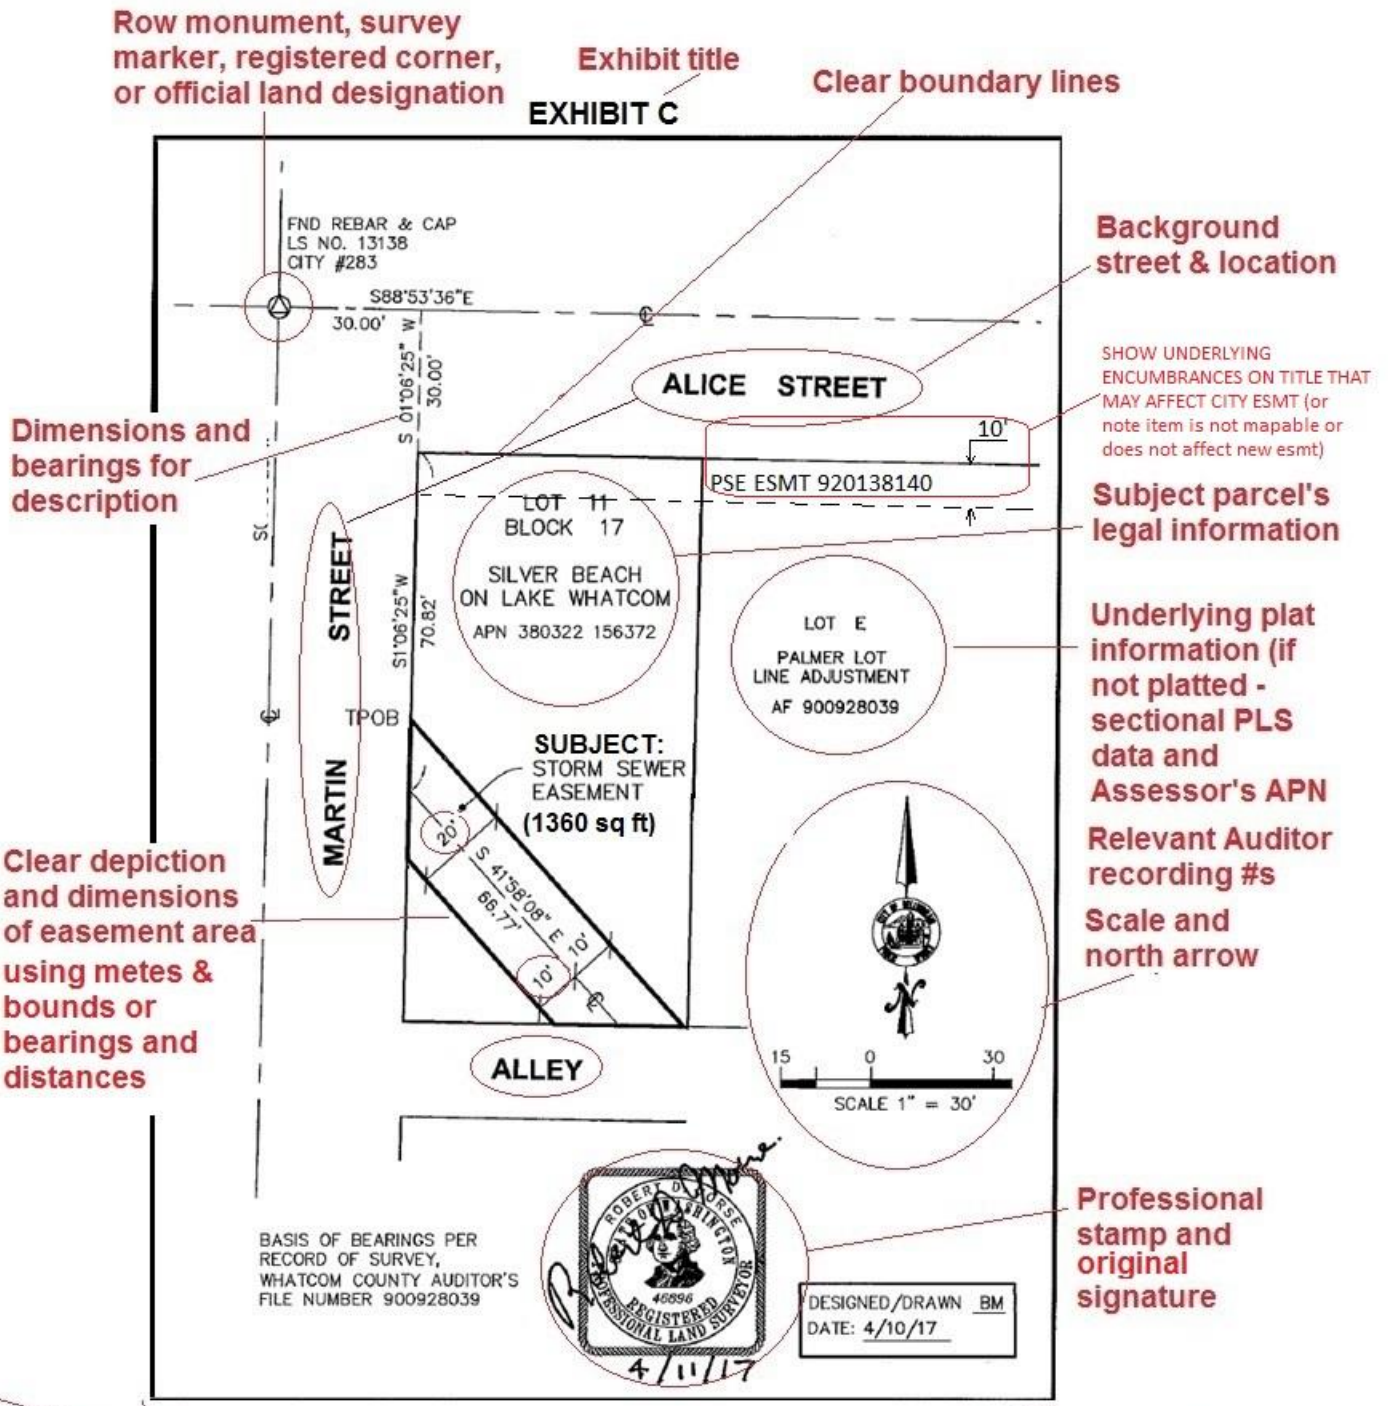 Row monument, survey
marker, registered corner,
or official land designation
Exhibit title
Clear boundary lines
EXHIBIT C
FND REBAR & CAP
LS NO. 13138
CITY #283
S88°53'36"E
30.00'
S 01°06'25" W
30.00'
Background
street & location
ALICE STREET
SHOW UNDERLYING
ENCUMBRANCES ON TITLE THAT
MAY AFFECT CITY ESMT (or
note item is not mapable or
does not affect new esmt)
10'
PSE ESMT 920138140
Dimensions and
bearings for
description
Subject parcel's
legal information
LOT 11
BLOCK 17
SILVER BEACH
ON LAKE WHATCOM
APN 380322 156372
MARTIN STREET
S1°06'25"W
70.82'
LOT E
PALMER LOT
LINE ADJUSTMENT
AF 900928039
Underlying plat
information (if
not platted -
sectional PLS
data and
Assessor's APN
TPOB
SUBJECT:
STORM SEWER
EASEMENT
(1360 sq ft)
20'
S 41°58'08" E
66.77'
10'
10'
Clear depiction
and dimensions
of easement area
using metes &
bounds or
bearings and
distances
Relevant Auditor
recording #s
Scale and
north arrow
N
ALLEY
15 0 30
SCALE 1" = 30'
ROBERT D. MORSE
STATE OF WASHINGTON
46896
REGISTERED
PROFESSIONAL LAND SURVEYOR
4/11/17
Professional
stamp and
original
signature
BASIS OF BEARINGS PER
RECORD OF SURVEY,
WHATCOM COUNTY AUDITOR'S
FILE NUMBER 900928039
DESIGNED/DRAWN BM
DATE: 4/10/17